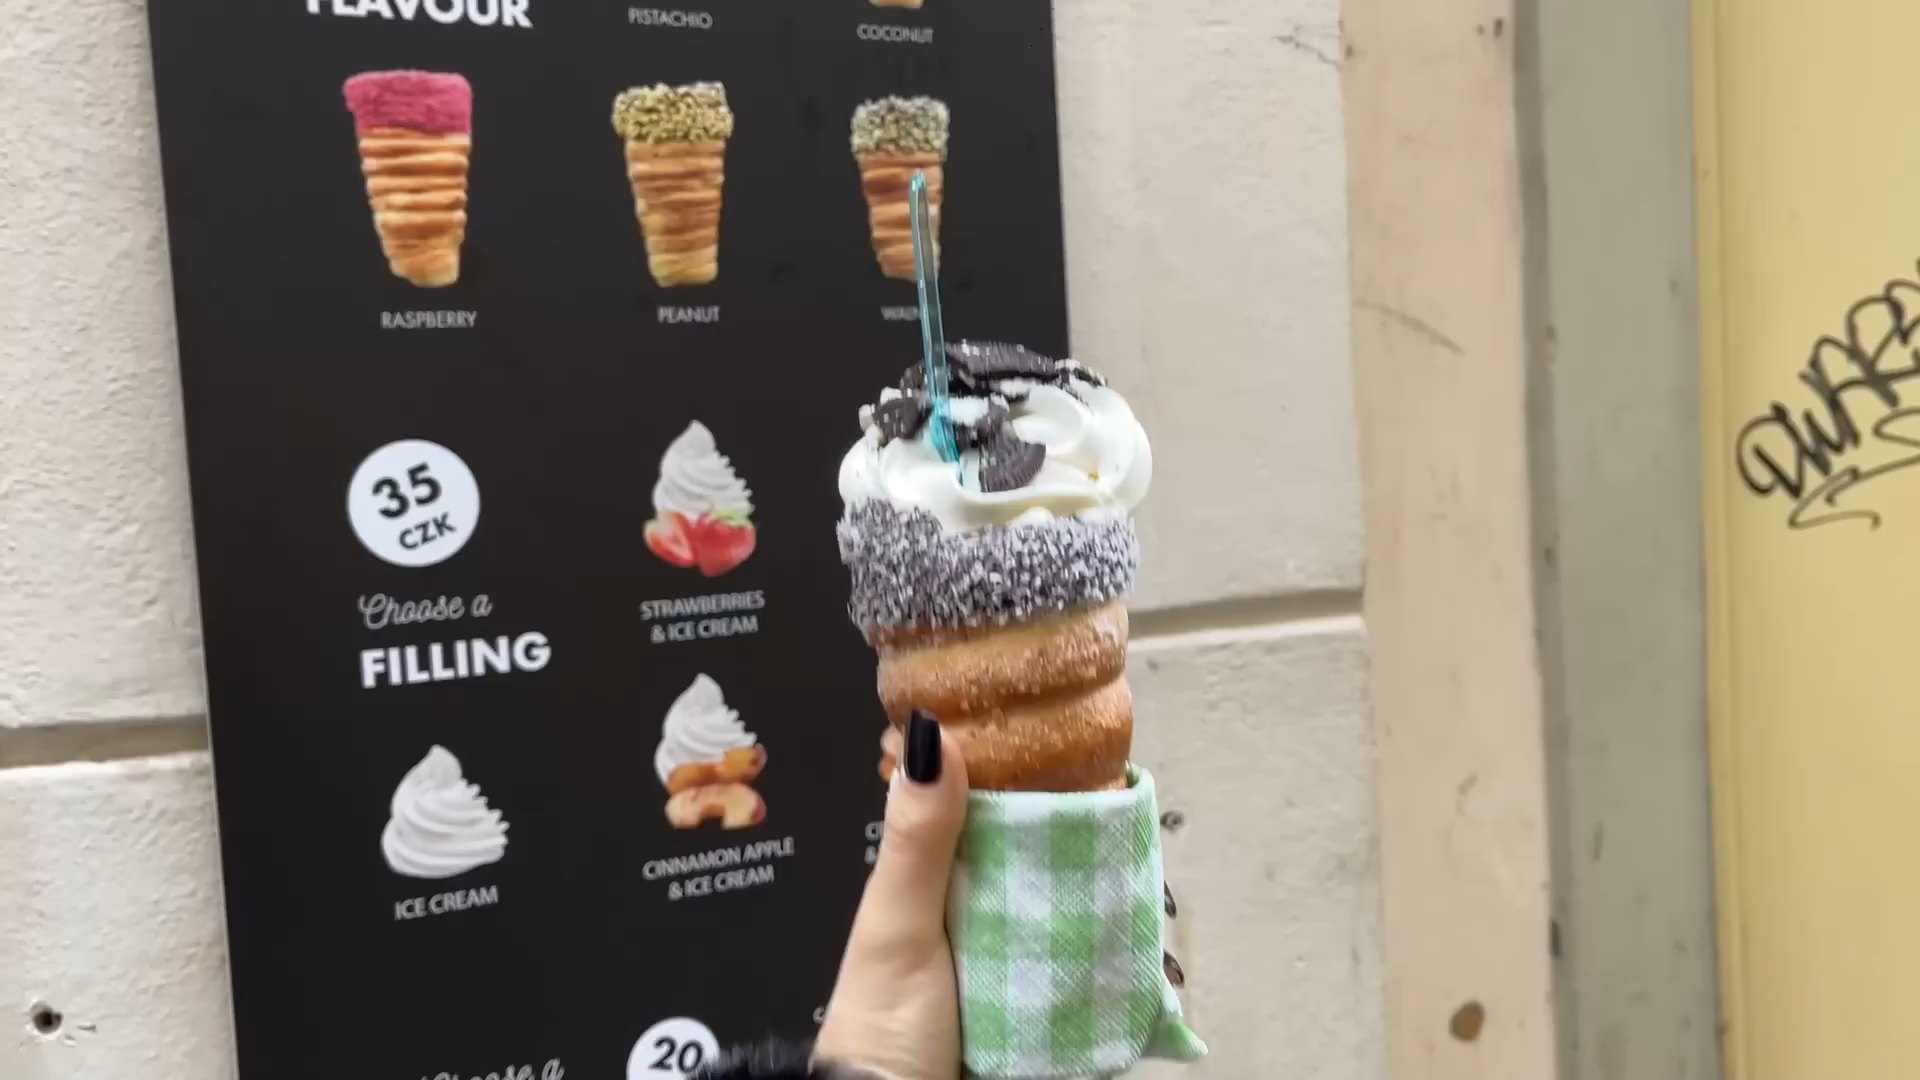 FLAVOUR
PISTACHIO
COCONUT
RASPBERRY
PEANUT
35
CZK
Choose a
FILLING
STRAWBERRIES
& ICE CREAM
ICE CREAM
CINNAMON APPLE
& ICE CREAM
20
Choose a